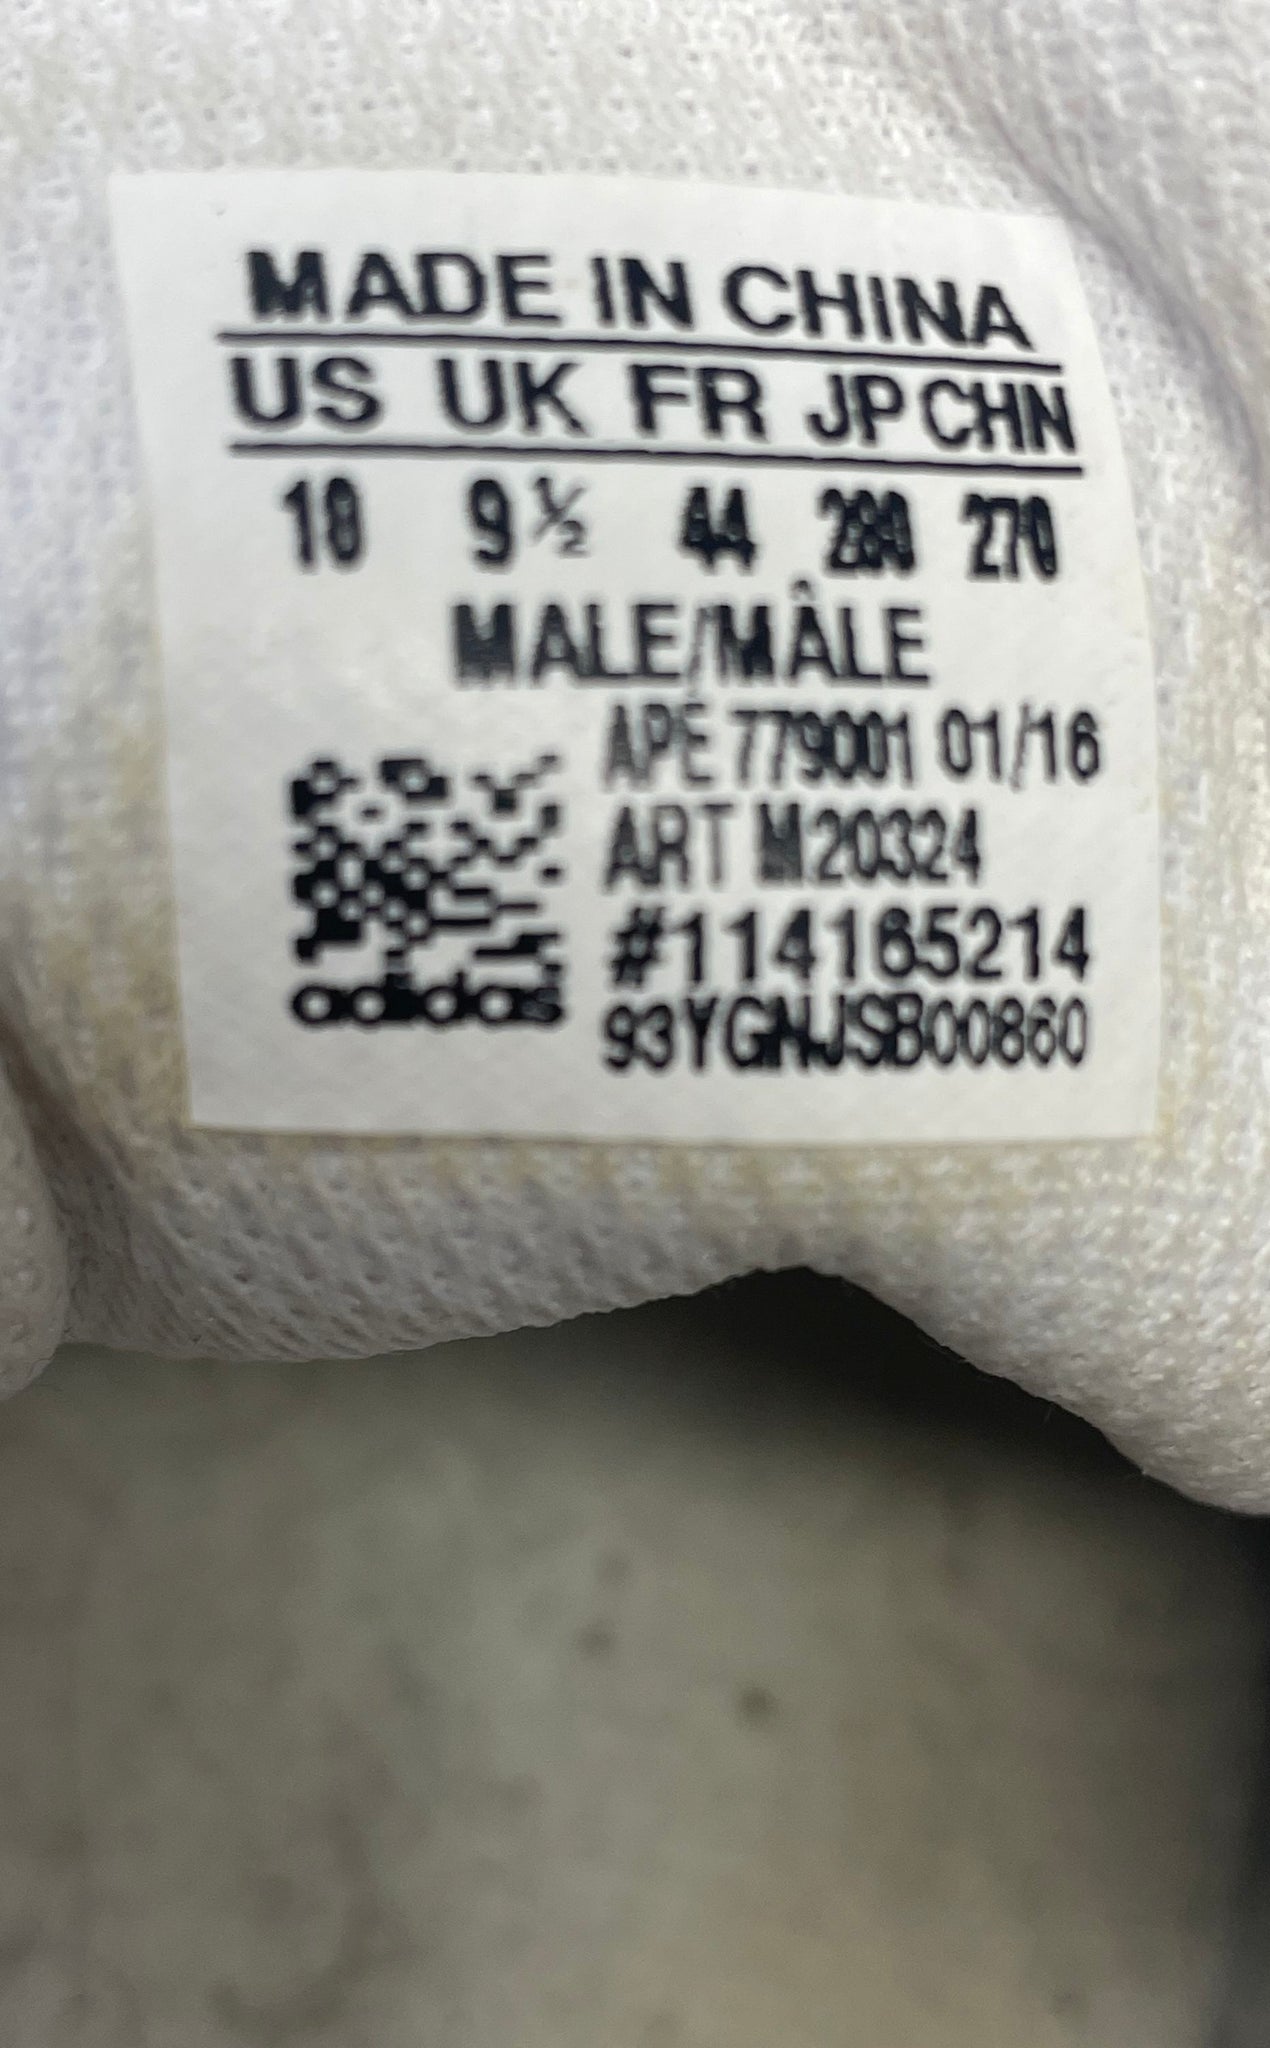 MADE IN CHINA
US UK FR JP CHN
10 9½ 44 280 270
MALE/MÂLE
APE 779001 01/16
ART M20324
#114165214
adidas
93YGNJSB00860